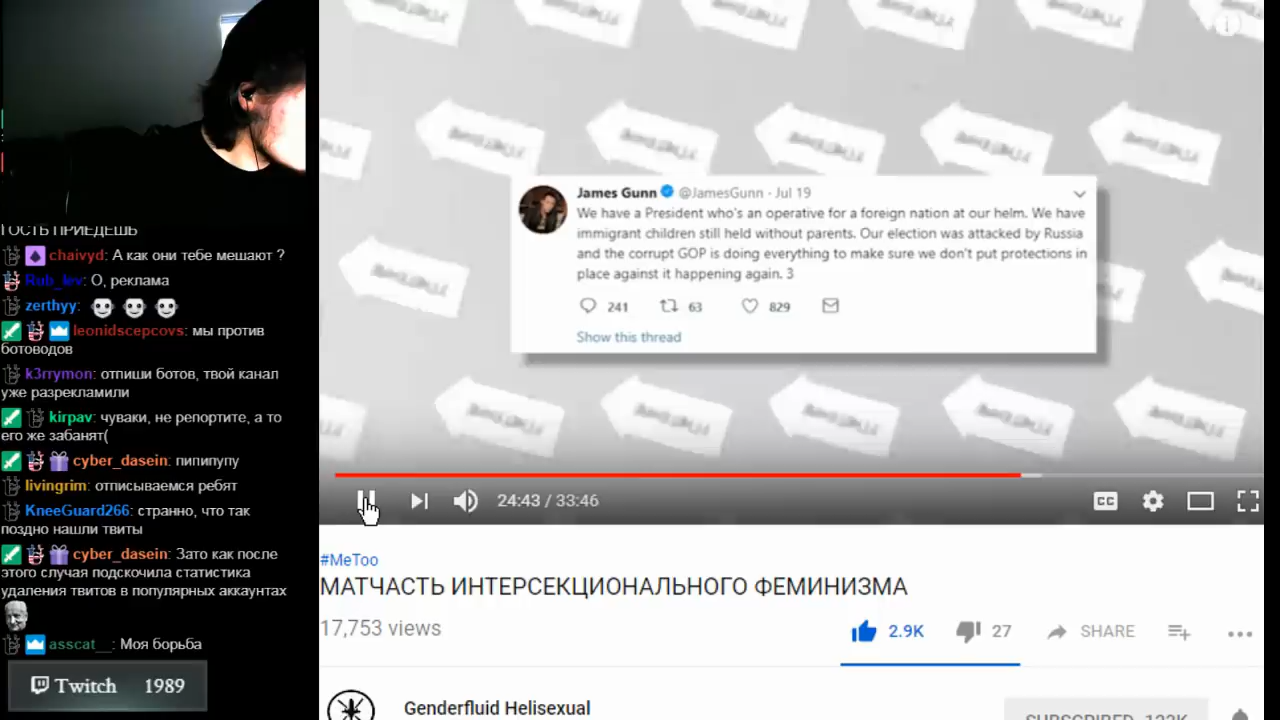 ГОСТЬ ПРИЕДЕШЬ
chaivyd: А как они тебе мешают ?
Rub_lev: О, реклама
zerthyy:
leonidscepcovs: мы против
ботоводов
k3rrymon: отпиши ботов, твой канал
уже разрекламили
kirpav: чуваки, не репортите, а то
его же забанят(
cyber_dasein: пипипупу
livingrim: отписываемся ребят
KneeGuard266: странно, что так
поздно нашли твиты
cyber_dasein: Зато как после
этого случая подскочила статистика
удаления твитов в популярных аккаунтах
asscat__: Моя борьба
Twitch 1989
James Gunn @JamesGunn · Jul 19
We have a President who's an operative for a foreign nation at our helm. We have
immigrant children still held without parents. Our election was attacked by Russia
and the corrupt GOP is doing everything to make sure we don't put protections in
place against it happening again. 3
241 63 829
Show this thread
24:43 / 33:46
CC
#MeToo
МАТЧАСТЬ ИНТЕРСЕКЦИОНАЛЬНОГО ФЕМИНИЗМА
17,753 views
2.9K 27 SHARE
Genderfluid Helisexual
SUBSCRIBED